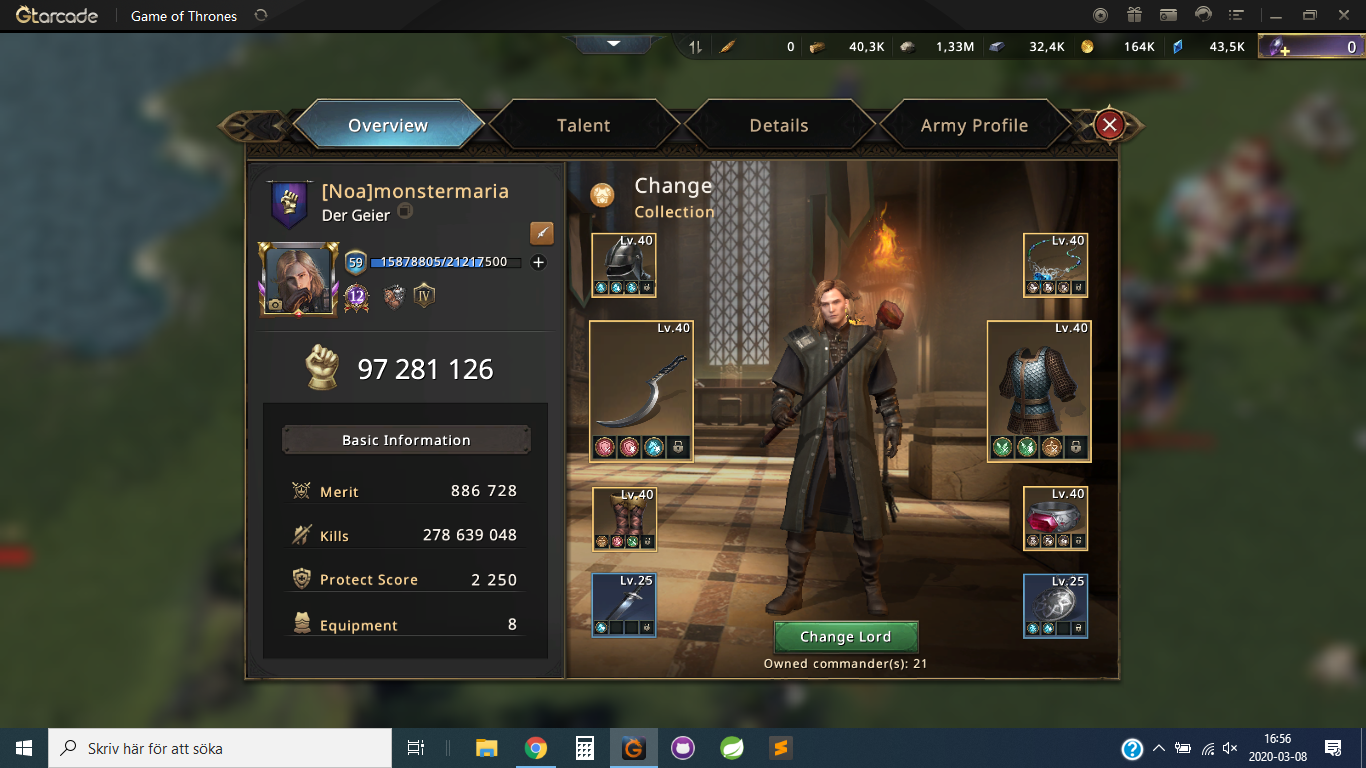 Gtarcade
Game of Thrones
0
40,3K
1,33M
32,4K
164K
43,5K
0
Overview
Talent
Details
Army Profile
[Noa]monstermaria
Der Geier
59
15878805/21217500
12
IV
97 281 126
Basic Information
Merit 886 728
Kills 278 639 048
Protect Score 2 250
Equipment 8
Change
Collection
Lv.40
Lv.40
Lv.40
Lv.40
Lv.40
Lv.40
Lv.25
Lv.25
Change Lord
Owned commander(s): 21
Skriv här för att söka
16:56
2020-03-08